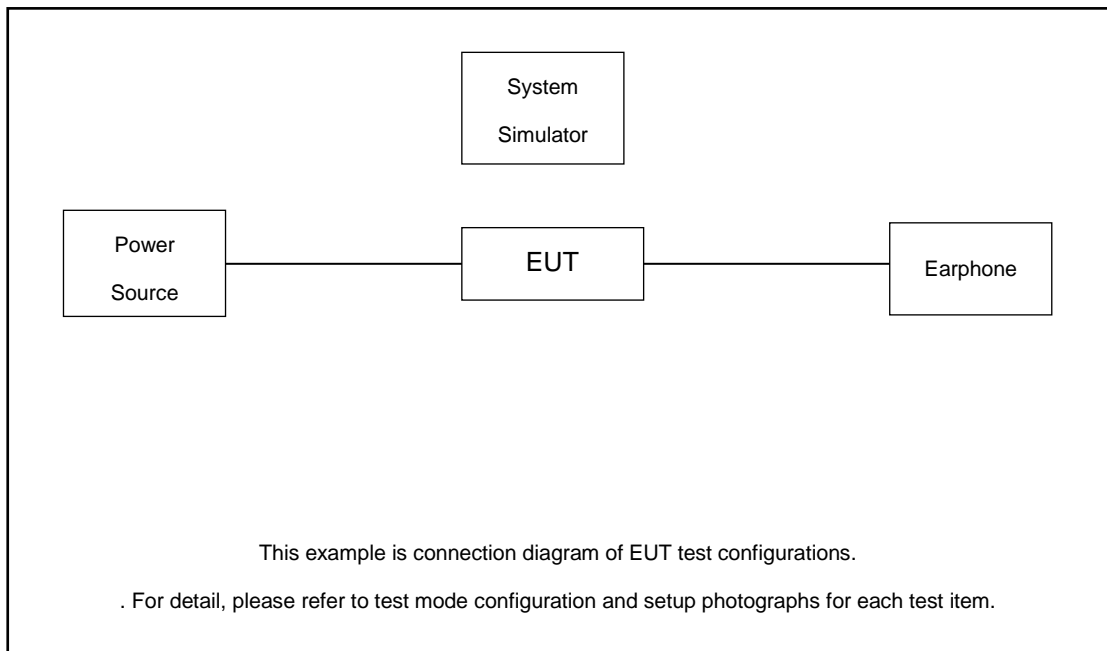 System
Simulator
Power
Source
EUT
Earphone
This example is connection diagram of EUT test configurations.
. For detail, please refer to test mode configuration and setup photographs for each test item.